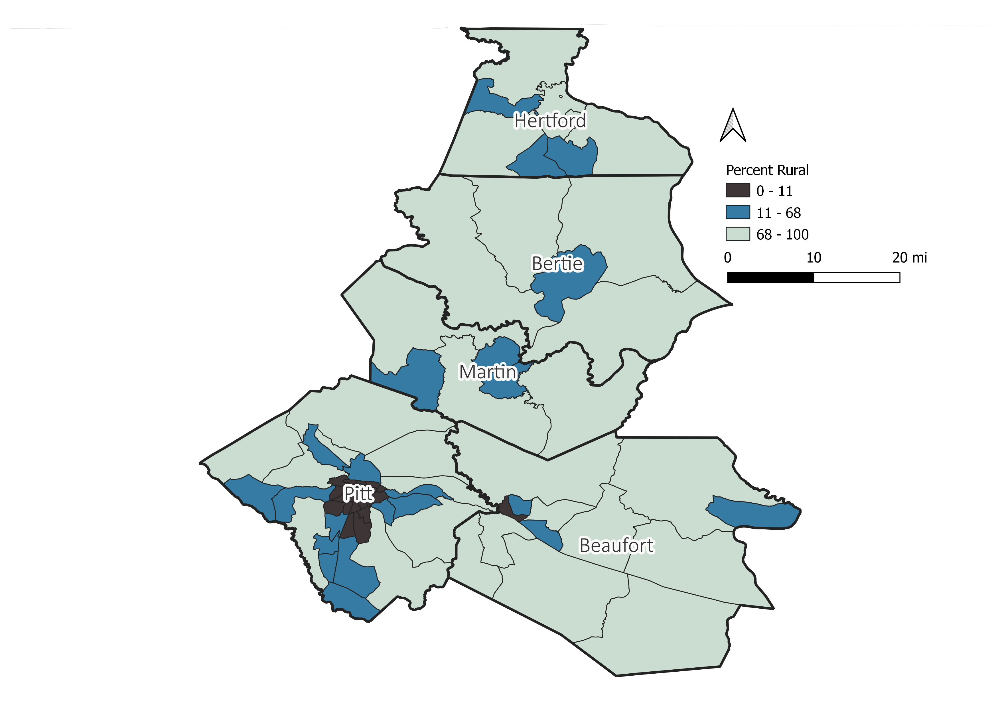 Hertford
Percent Rural
0 - 11
11 - 68
68 - 100
0 10 20 mi
Bertie
Martin
Pitt
Beaufort